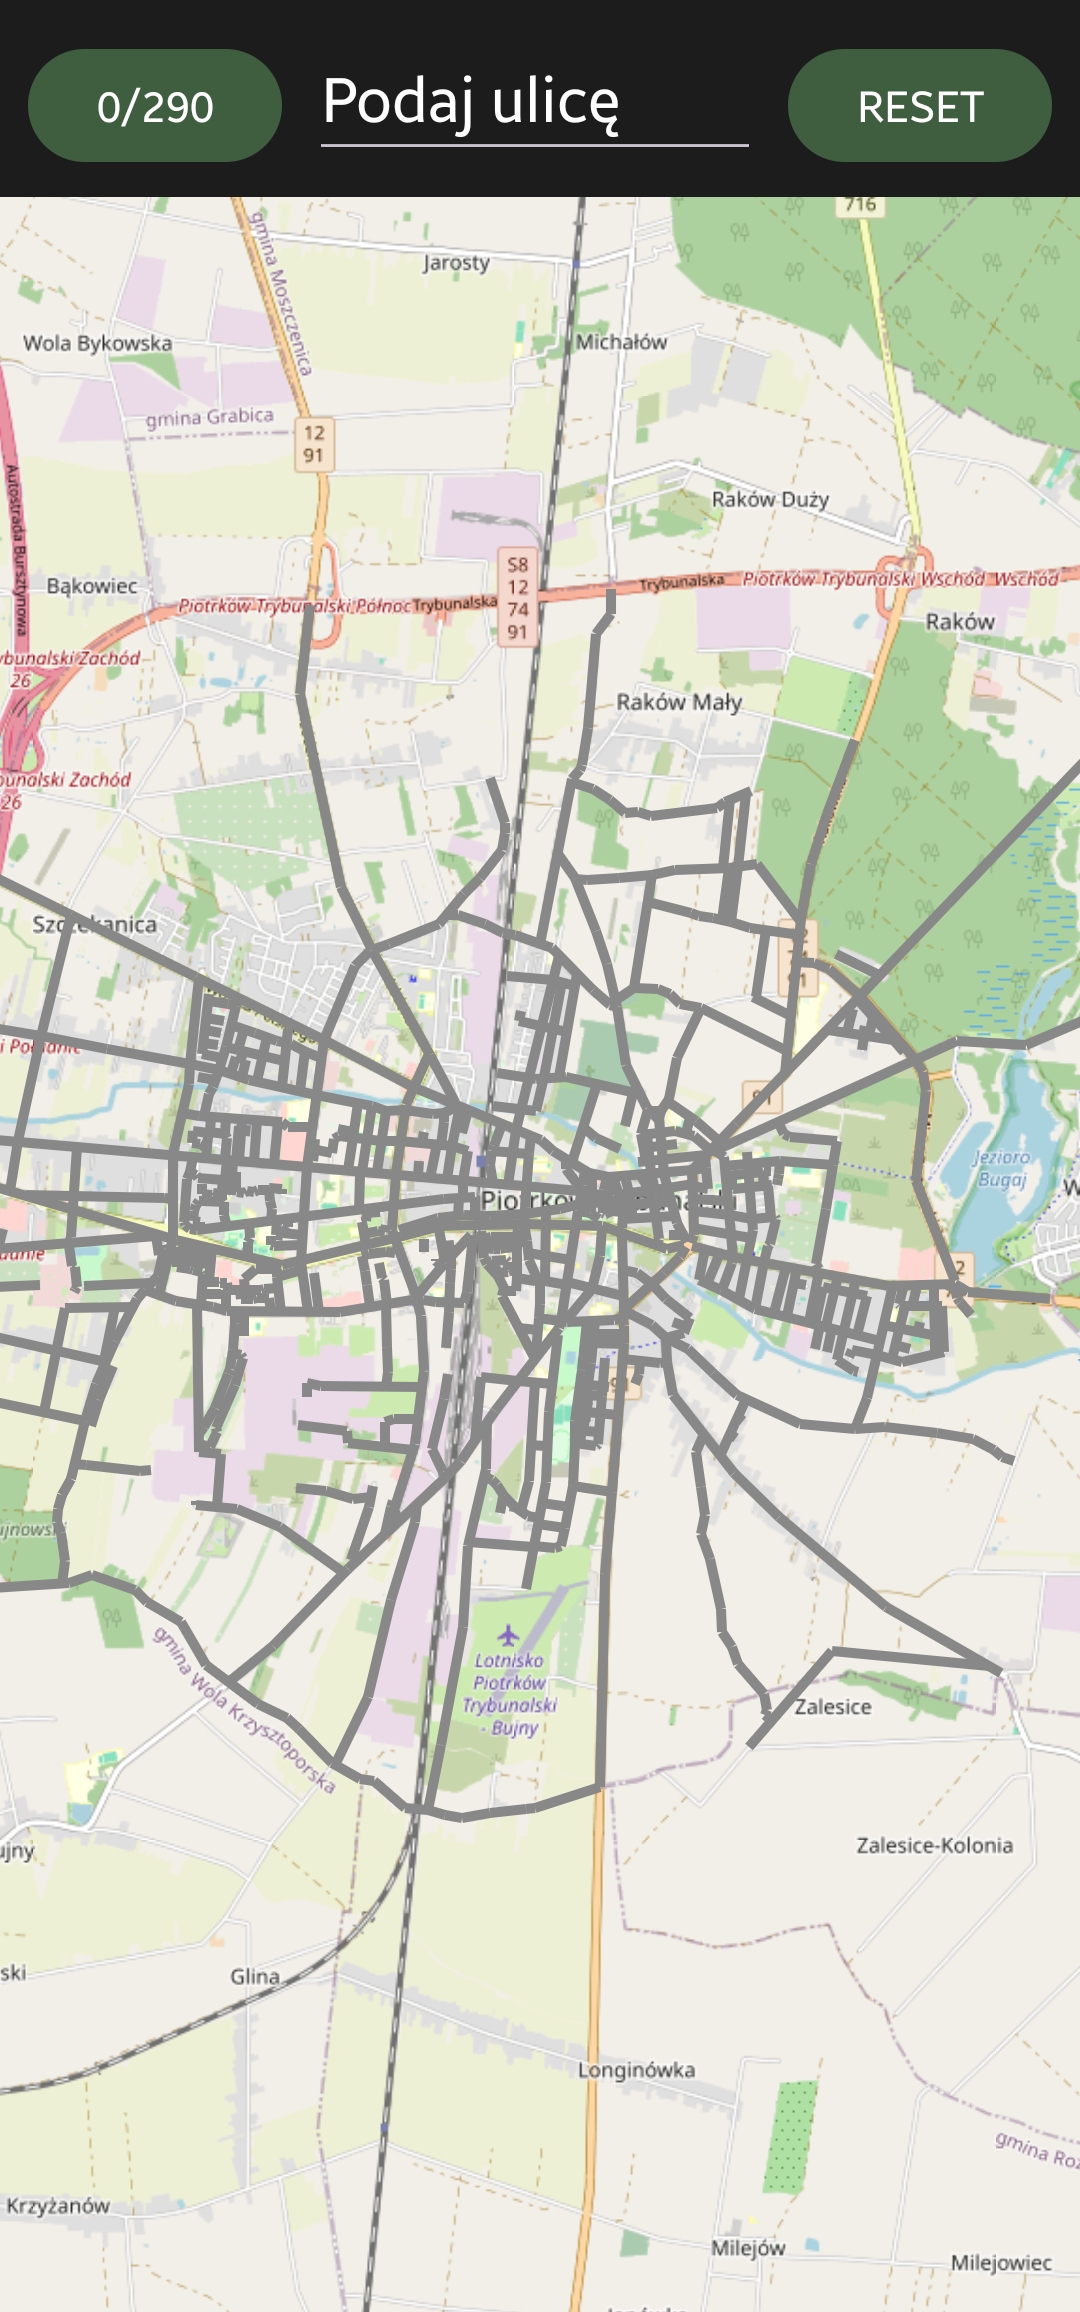 0/290
Podaj ulicę
RESET
716
gmina Moszczenica
Jarosty
Wola Bykowska
Michałów
gmina Grabica
12
91
Autostrada Bursztynowa
Raków Duży
S8
12
74
91
Bąkowiec
Piotrków Trybunalski Północ
Trybunalska
Trybunalska
Piotrków Trybunalski Wschód
Wschód
Raków
ybunalski Zachód
26
Raków Mały
bunalski Zachód
26
Jezioro
Bugaj
Lotnisko
Piotrków
Trybunalski
- Bujny
gmina Wola Krzysztoporska
Zalesice
Zalesice-Kolonia
ujny
ski
Glina
Longinówka
gmina Roz
Krzyżanów
Milejów
Milejowiec